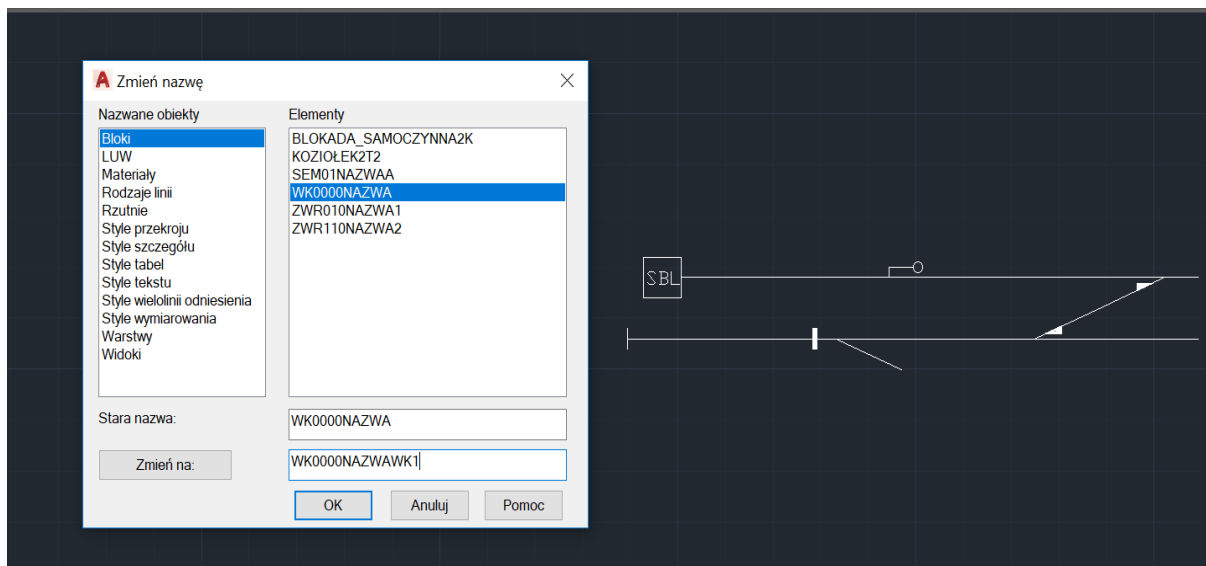 Zmień nazwę
Nazwane obiekty
Bloki
LUW
Materiały
Rodzaje linii
Rzutnie
Style przekroju
Style szczegółu
Style tabel
Style tekstu
Style wielolinii odniesienia
Style wymiarowania
Warstwy
Widoki
Elementy
BLOKADA_SAMOCZYNNA2K
KOZIOŁEK2T2
SEM01NAZWAA
WK0000NAZWA
ZWR010NAZWA1
ZWR110NAZWA2
Stara nazwa:
WK0000NAZWA
Zmień na:
WK0000NAZWAWK1
OK
Anuluj
Pomoc
SBL